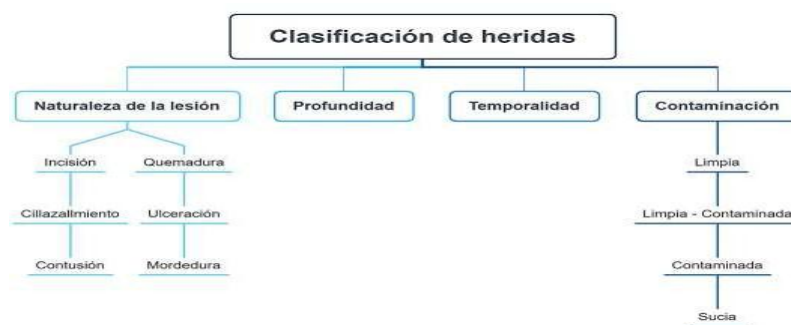 Clasificación de heridas
Naturaleza de la lesión
Profundidad
Temporalidad
Contaminación
Incisión
Quemadura
Limpia
Cillazallmiento
Ulceración
Limpia - Contaminada
Contusión
Mordedura
Contaminada
Sucia